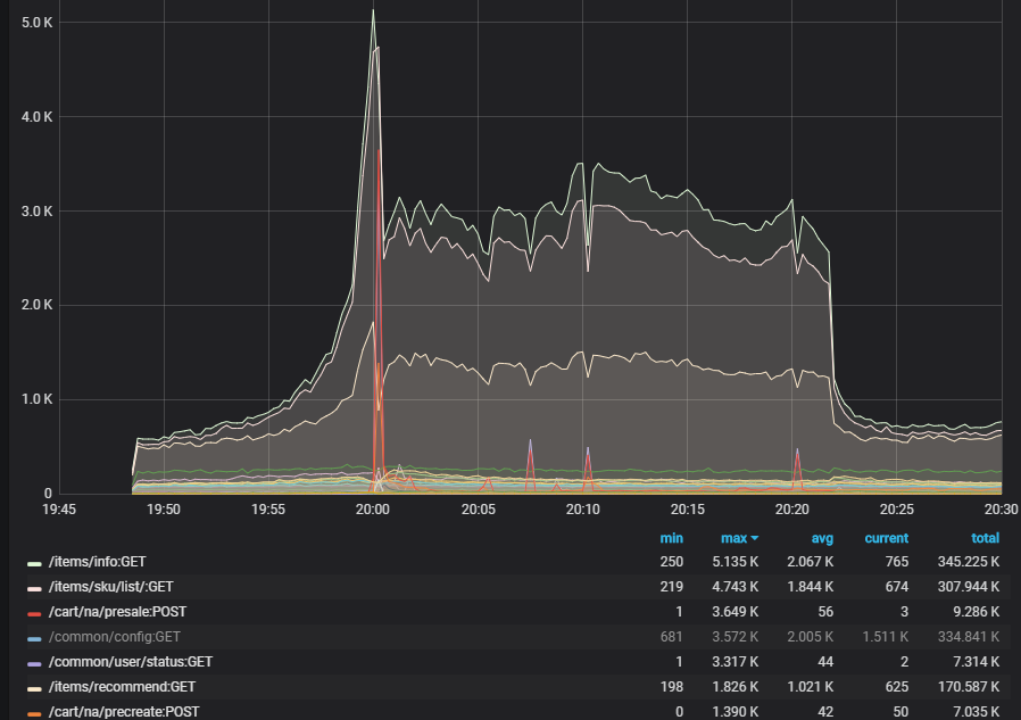 5.0 K
4.0 K
3.0 K
2.0 K
1.0 K
0
19:45 19:50 19:55 20:00 20:05 20:10 20:15 20:20 20:25 20:30
min max avg current total
/items/info:GET 250 5.135 K 2.067 K 765 345.225 K
/items/sku/list/:GET 219 4.743 K 1.844 K 674 307.944 K
/cart/na/presale:POST 1 3.649 K 56 3 9.286 K
/common/config:GET 681 3.572 K 2.005 K 1.511 K 334.841 K
/common/user/status:GET 1 3.317 K 44 2 7.314 K
/items/recommend:GET 198 1.826 K 1.021 K 625 170.587 K
/cart/na/precreate:POST 0 1.390 K 42 50 7.035 K